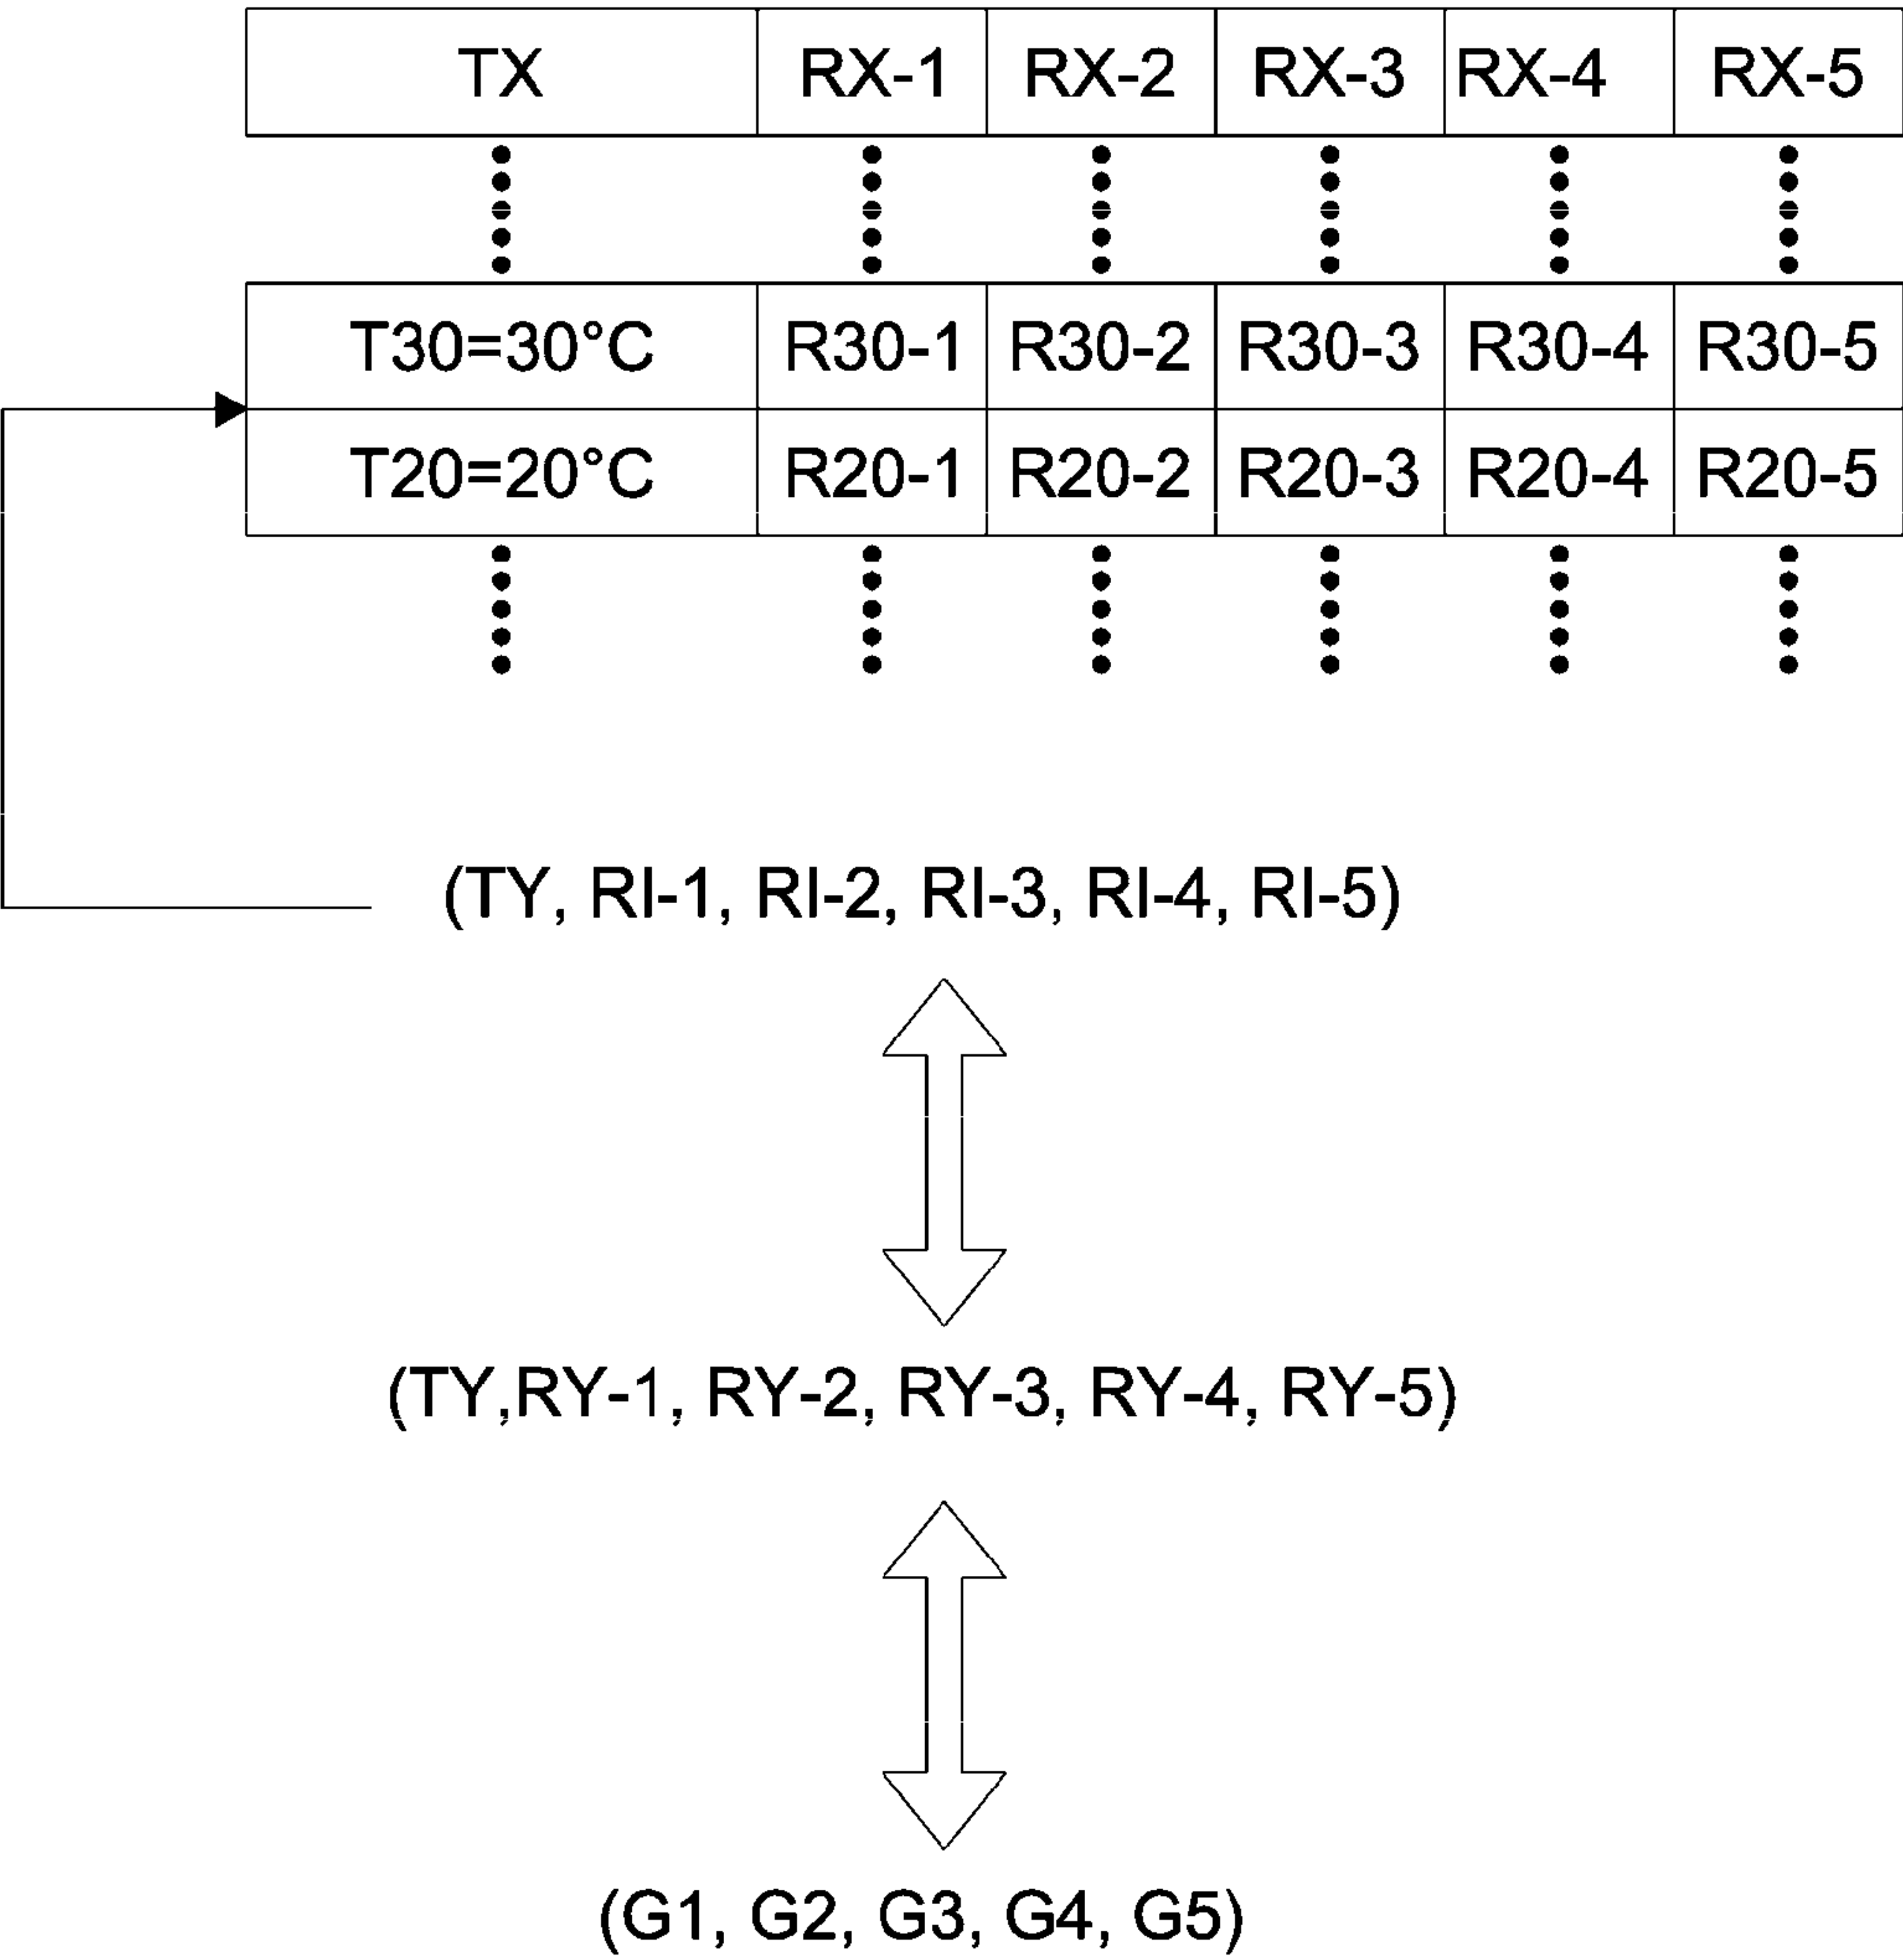 TX RX-1 RX-2 RX-3 RX-4 RX-5
T30=30°C R30-1 R30-2 R30-3 R30-4 R30-5
T20=20°C R20-1 R20-2 R20-3 R20-4 R20-5
(TY, RI-1, RI-2, RI-3, RI-4, RI-5)
(TY,RY-1, RY-2, RY-3, RY-4, RY-5)
(G1, G2, G3, G4, G5)